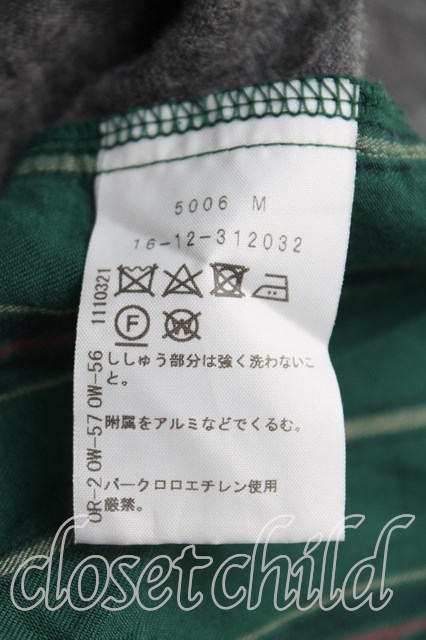 5006 M
16-12-312032
F
W
ししゅう部分は強く洗わないこ
と。
附属をアルミなどでくるむ。
パークロロエチレン使用
厳禁。
1110321
OR-2 OW-57 OW-56
closetchild